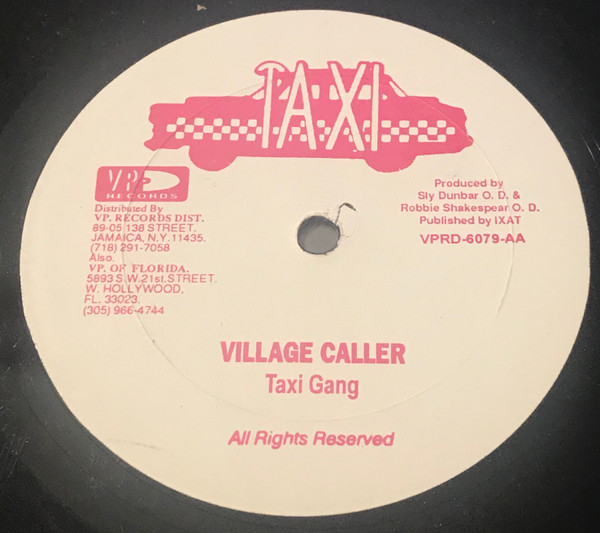 TAXI
VP
RECORDS
Distributed By
VP. RECORDS DIST.
89-05 138 STREET.
JAMAICA, N.Y. 11435.
(718) 291-7058
Also.
VP. OF FLORIDA.
5893 S.W. 21st. STREET.
W. HOLLYWOOD,
FL. 33023.
(305) 966-4744
Produced by
Sly Dunbar O. D. &
Robbie Shakespear O. D.
Published by IXAT
VPRD-6079-AA
VILLAGE CALLER
Taxi Gang
All Rights Reserved